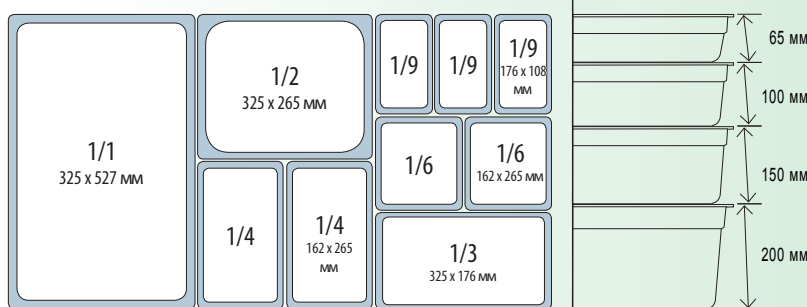 1/1
325 x 527 мм
1/2
325 x 265 мм
1/9
1/9
1/9
176 x 108
мм
1/6
1/6
162 x 265мм
1/4
1/4
162 x 265
мм
1/3
325 x 176 мм
65 мм
100 мм
150 мм
200 мм